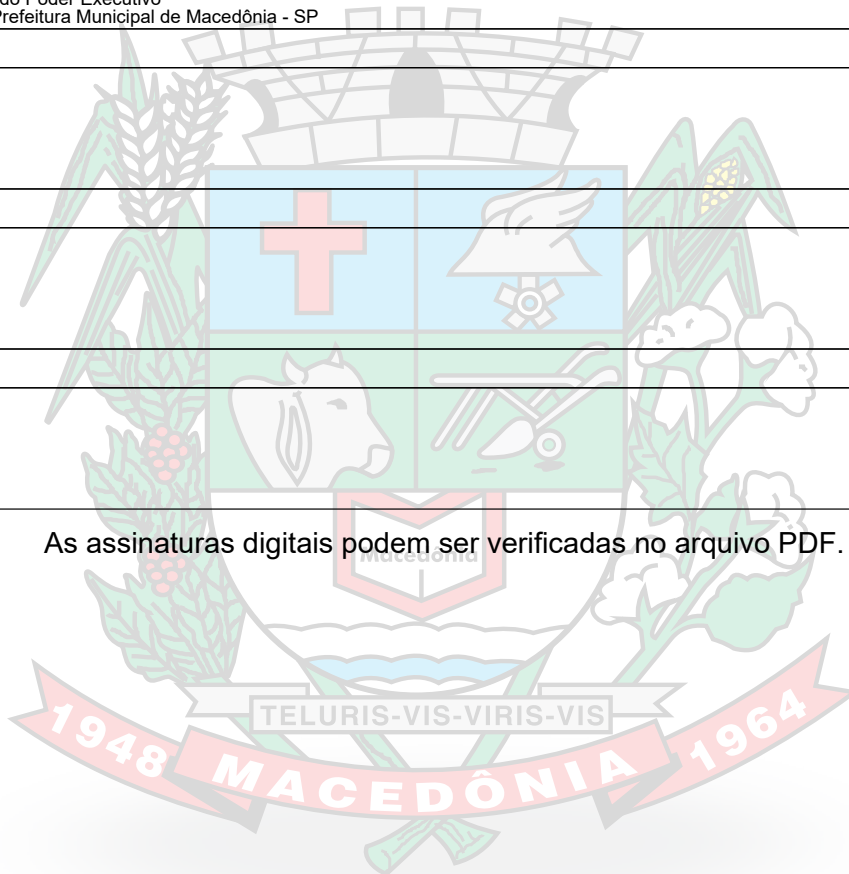 do Poder Executivo
Prefeitura Municipal de Macedônia - SP
As assinaturas digitais podem ser verificadas no arquivo PDF.
Macedônia
TELURIS-VIS-VIRIS-VIS
1948 MACEDÔNIA 1964